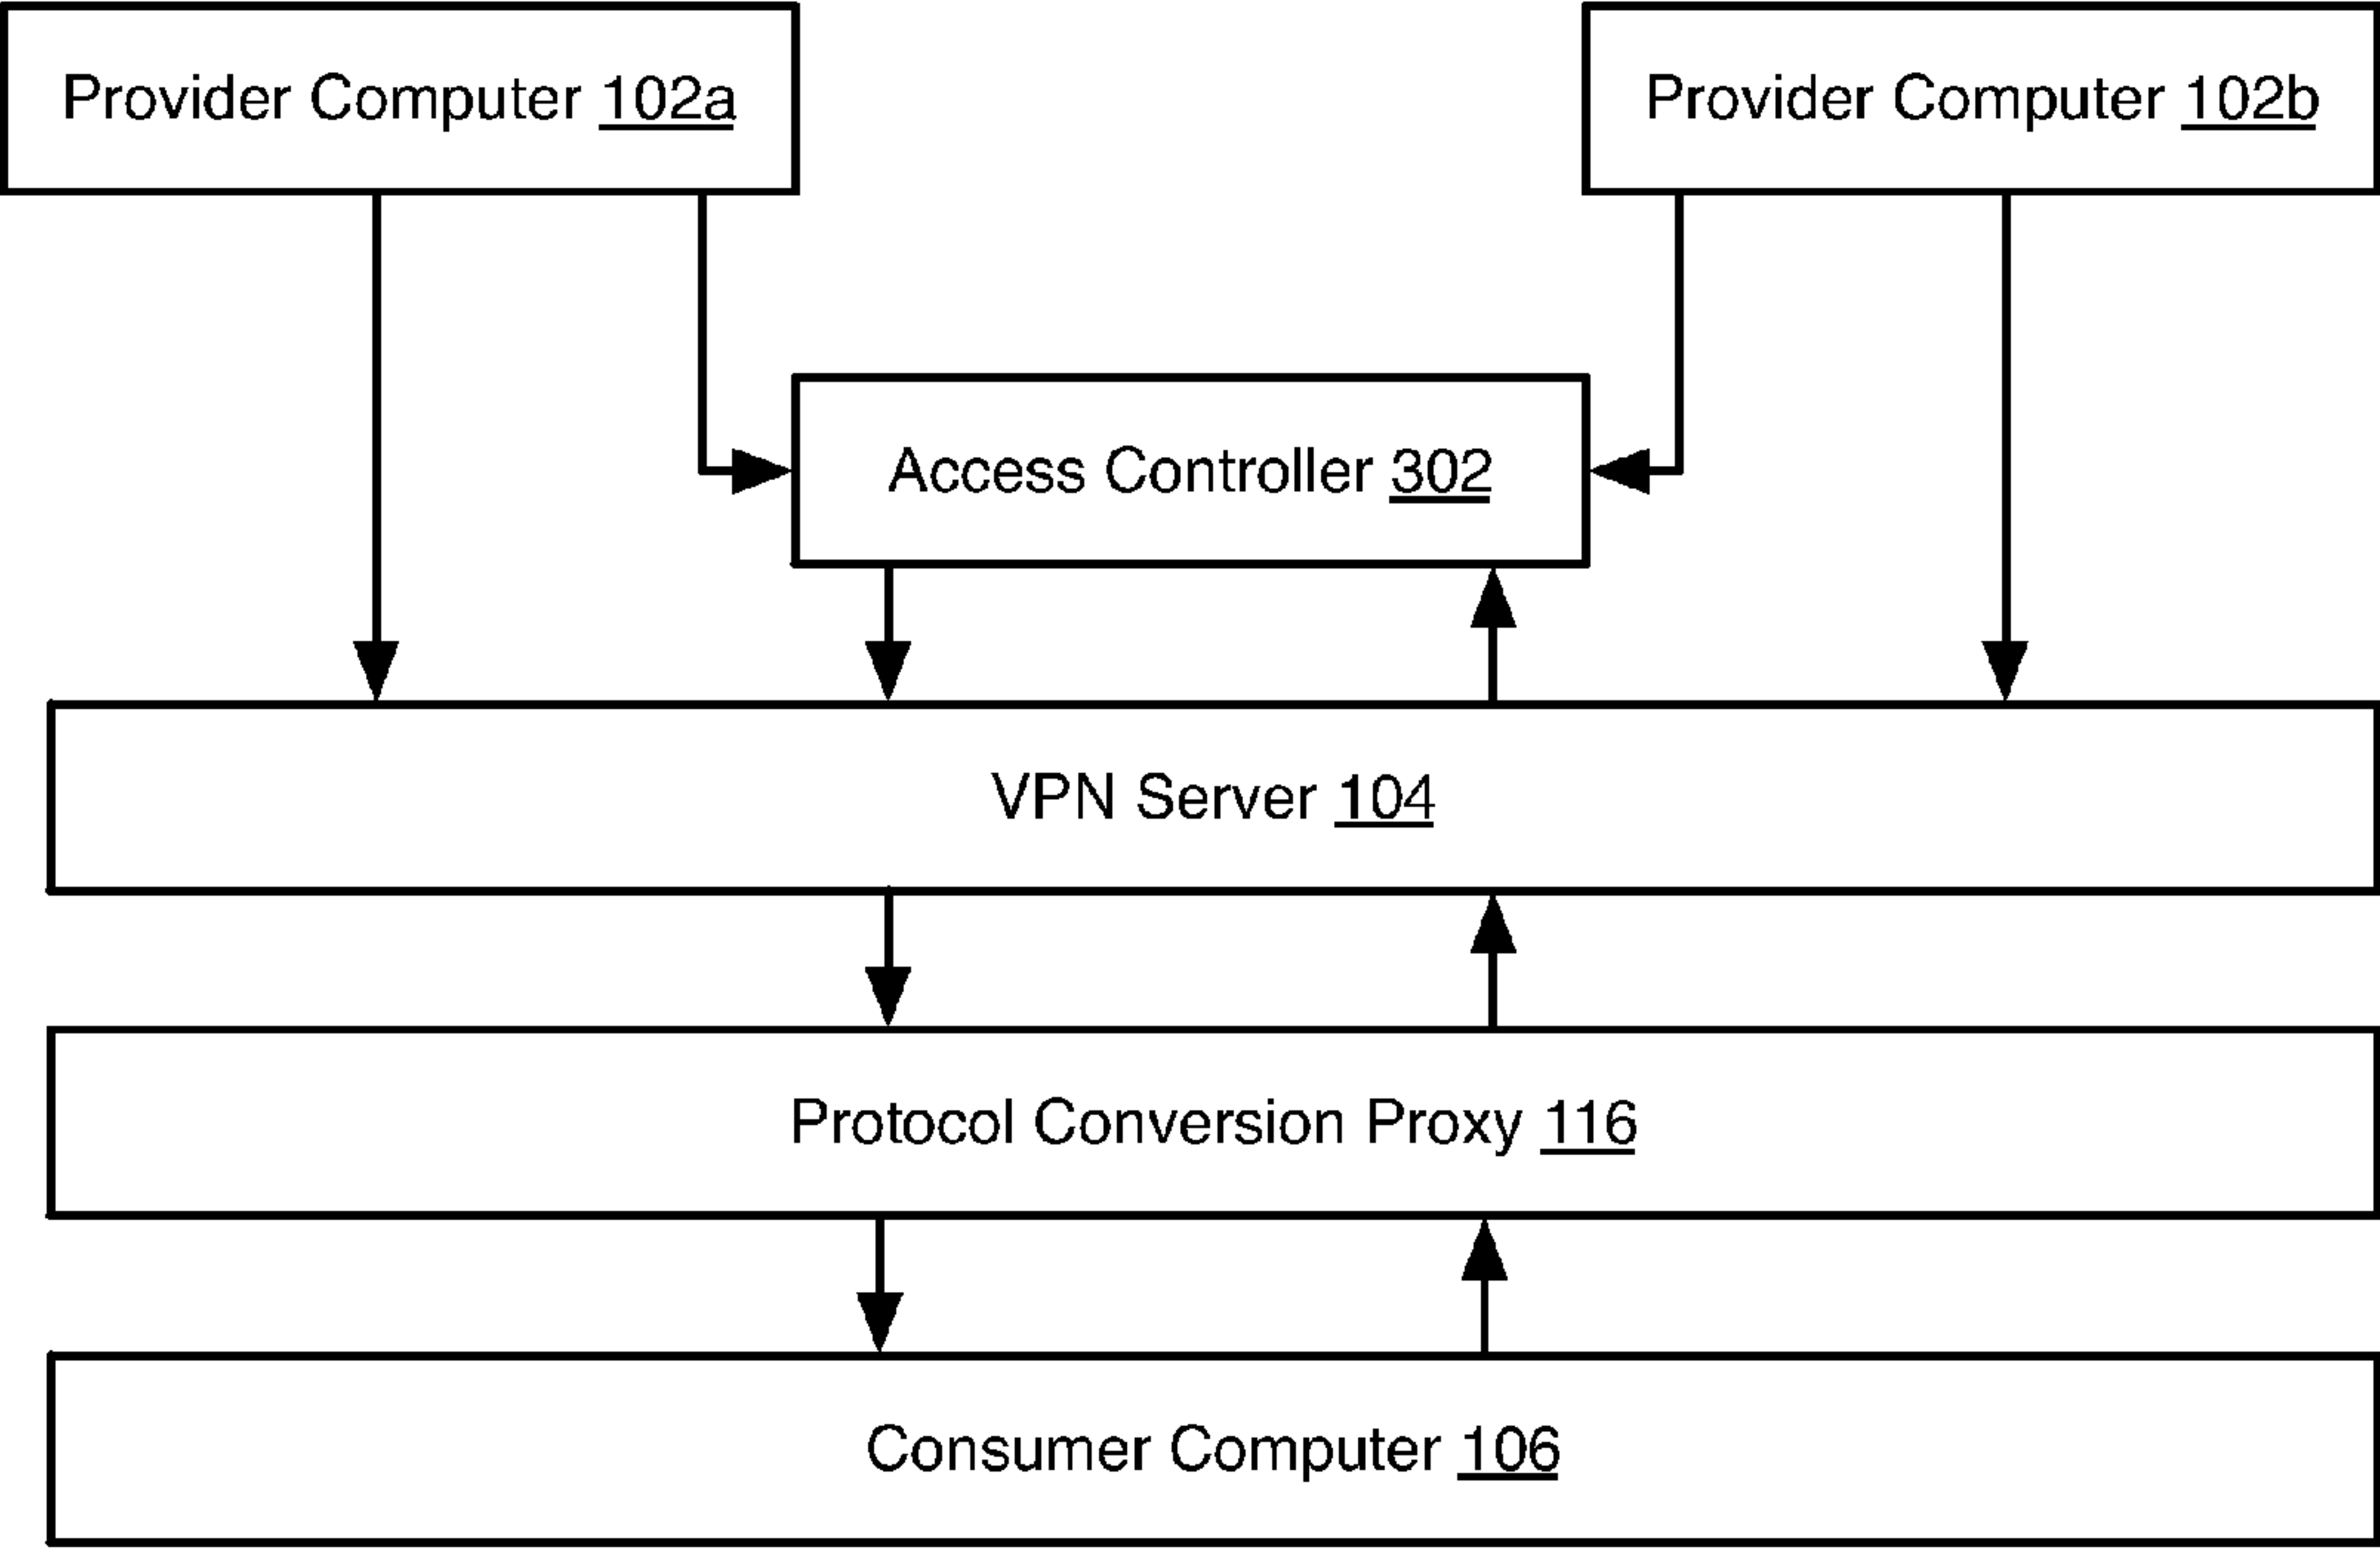 Provider Computer 102a
Provider Computer 102b
Access Controller 302
VPN Server 104
Protocol Conversion Proxy 116
Consumer Computer 106